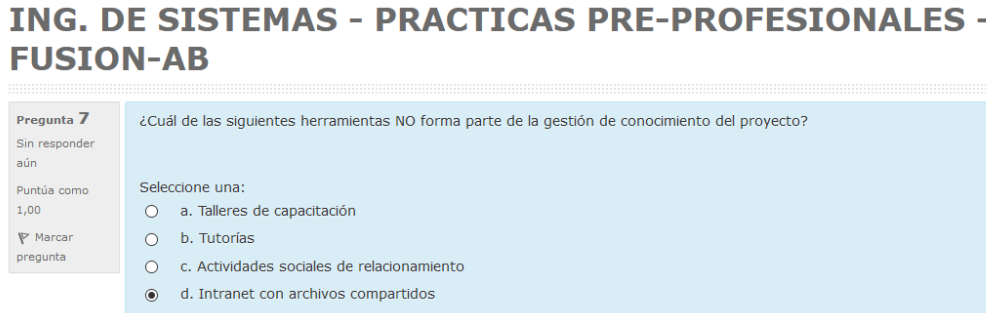 ING. DE SISTEMAS - PRACTICAS PRE-PROFESIONALES -
FUSION-AB
Pregunta 7
Sin responder
aún
Puntúa como
1,00
Marcar
pregunta
¿Cuál de las siguientes herramientas NO forma parte de la gestión de conocimiento del proyecto?
Seleccione una:
a. Talleres de capacitación
b. Tutorías
c. Actividades sociales de relacionamiento
d. Intranet con archivos compartidos